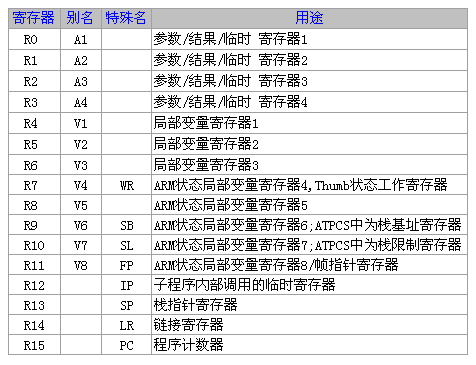 寄存器 别名 特殊名 用途
R0 A1 参数/结果/临时 寄存器1
R1 A2 参数/结果/临时 寄存器2
R2 A3 参数/结果/临时 寄存器3
R3 A4 参数/结果/临时 寄存器4
R4 V1 局部变量寄存器1
R5 V2 局部变量寄存器2
R6 V3 局部变量寄存器3
R7 V4 WR ARM状态局部变量寄存器4,Thumb状态工作寄存器
R8 V5 ARM状态局部变量寄存器5
R9 V6 SB ARM状态局部变量寄存器6;ATPCS中为栈基址寄存器
R10 V7 SL ARM状态局部变量寄存器7;ATPCS中为栈限制寄存器
R11 V8 FP ARM状态局部变量寄存器8/帧指针寄存器
R12 IP 子程序内部调用的临时寄存器
R13 SP 栈指针寄存器
R14 LR 链接寄存器
R15 PC 程序计数器